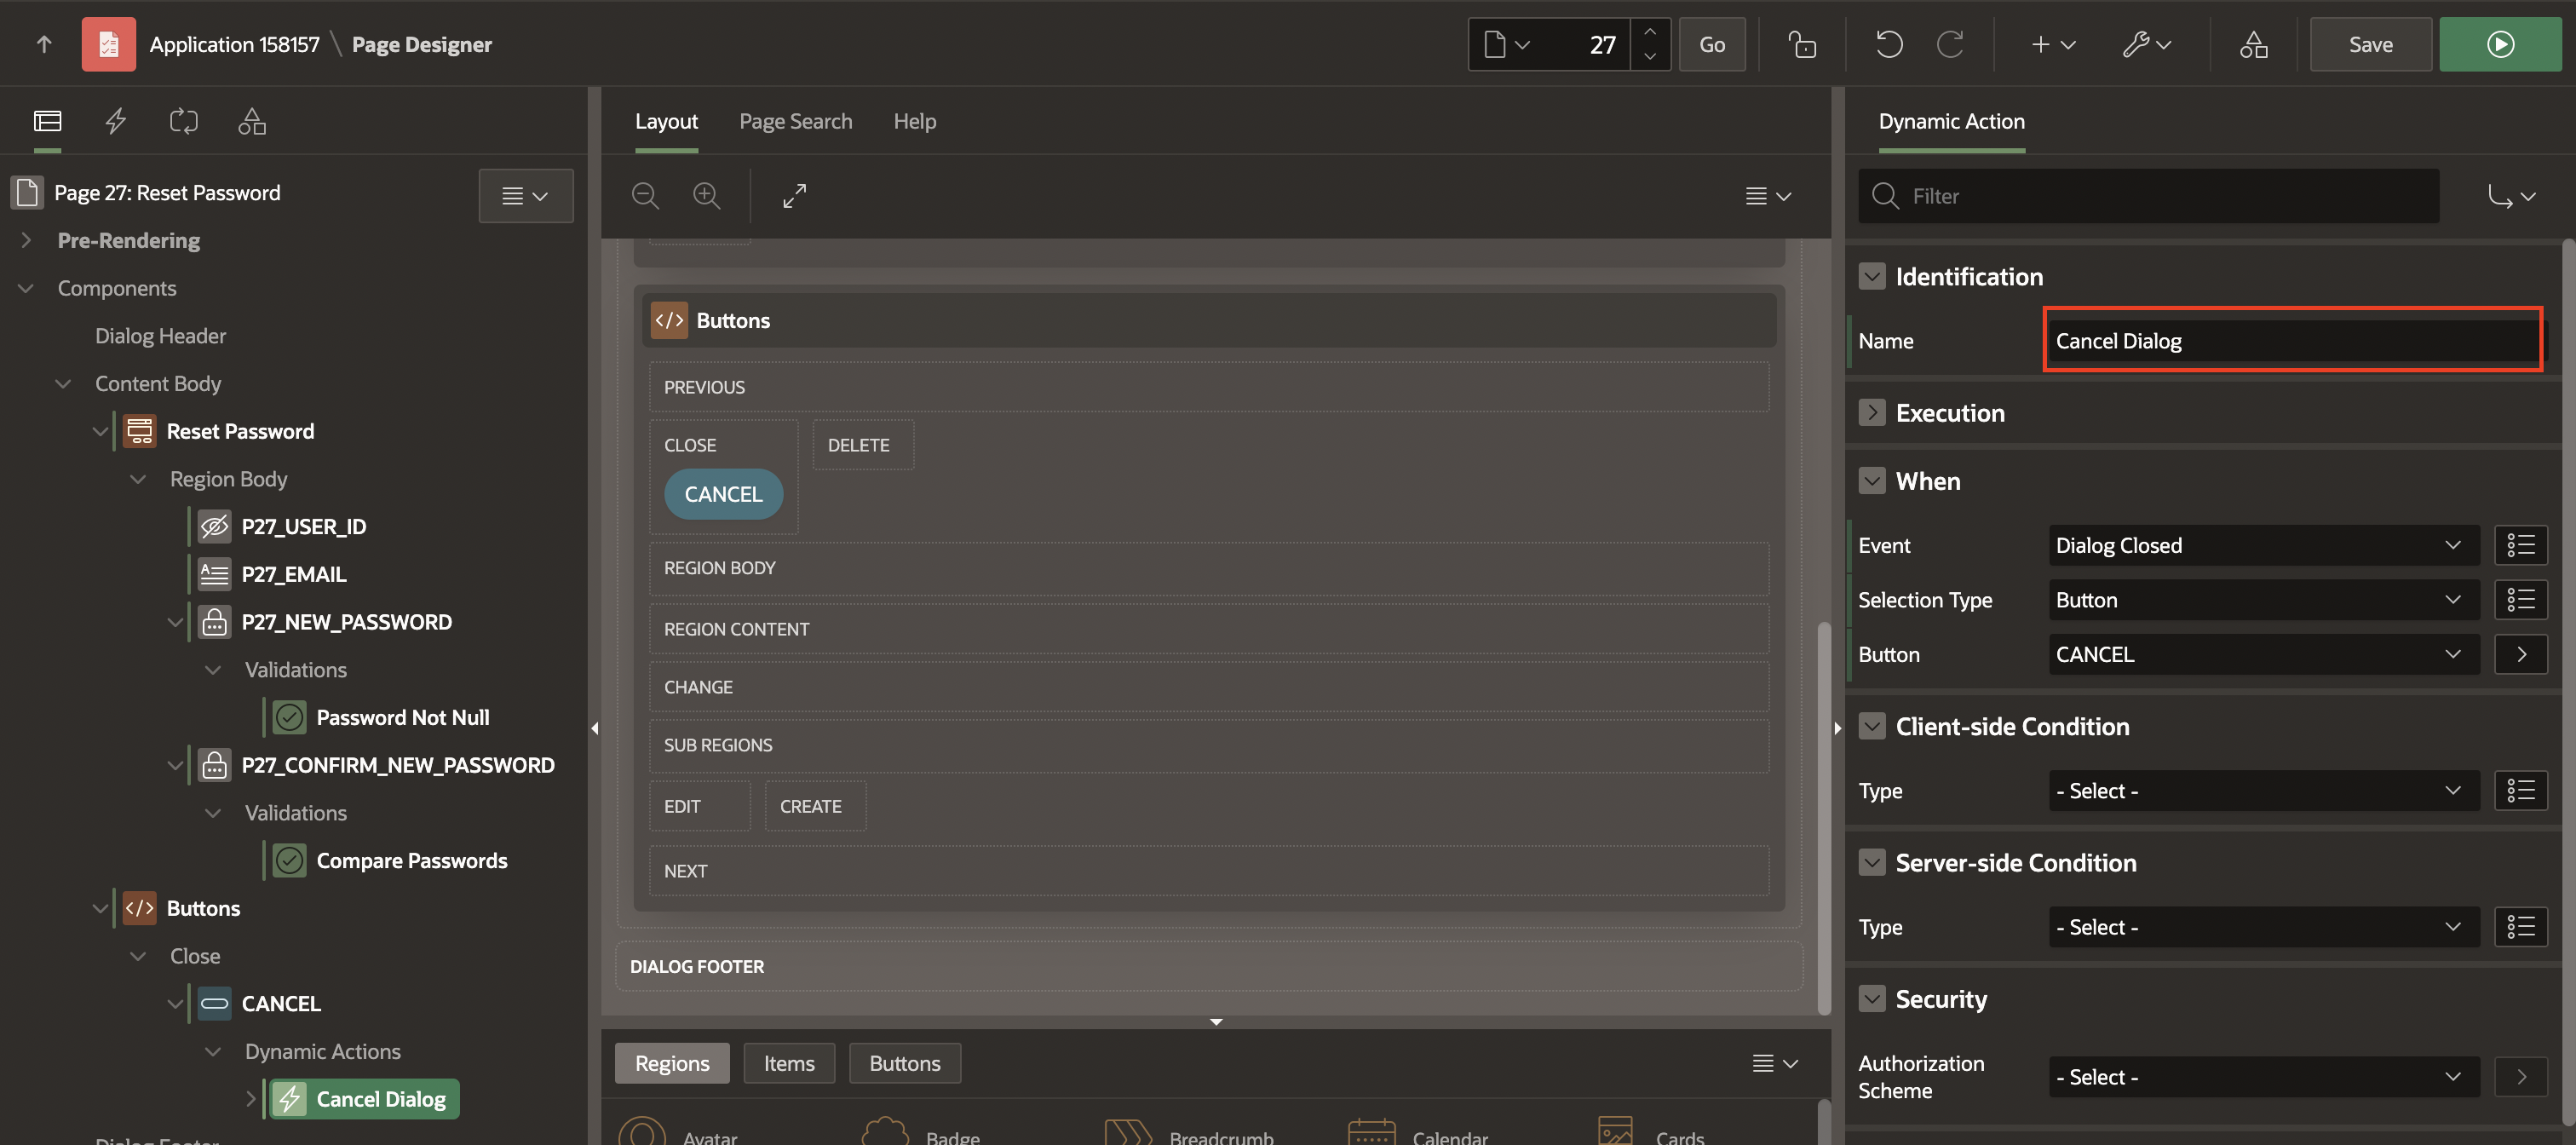 Application 158157 \ Page Designer
27
Go
Save
Page 27: Reset Password
Pre-Rendering
Components
Dialog Header
Content Body
Reset Password
Region Body
P27_USER_ID
P27_EMAIL
P27_NEW_PASSWORD
Validations
Password Not Null
P27_CONFIRM_NEW_PASSWORD
Validations
Compare Passwords
Buttons
Close
CANCEL
Dynamic Actions
Cancel Dialog
Dialog Footer
Layout
Page Search
Help
Buttons
PREVIOUS
CLOSE
DELETE
CANCEL
REGION BODY
REGION CONTENT
CHANGE
SUB REGIONS
EDIT
CREATE
NEXT
DIALOG FOOTER
Regions
Items
Buttons
Avatar
Badge
Breadcrumb
Calendar
Cards
Dynamic Action
Filter
Identification
Name
Cancel Dialog
Execution
When
Event
Dialog Closed
Selection Type
Button
Button
CANCEL
Client-side Condition
Type
- Select -
Server-side Condition
Type
- Select -
Security
Authorization
Scheme
- Select -